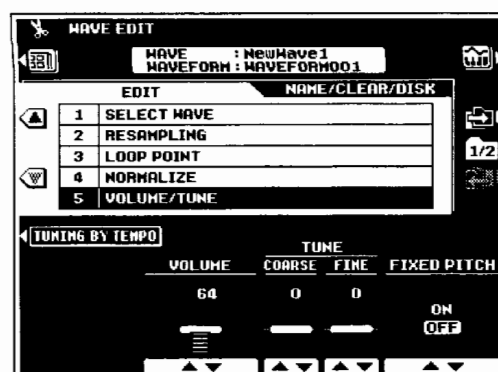 WAVE EDIT
WAVE : NewWave1
WAVEFORM : WAVEFORM001
EDIT NAME/CLEAR/DISK
1 SELECT WAVE
2 RESAMPLING
3 LOOP POINT
4 NORMALIZE
5 VOLUME/TUNE
1/2
TUNING BY TEMPO
TUNE
VOLUME COARSE FINE FIXED PITCH
64 0 0
ON
OFF